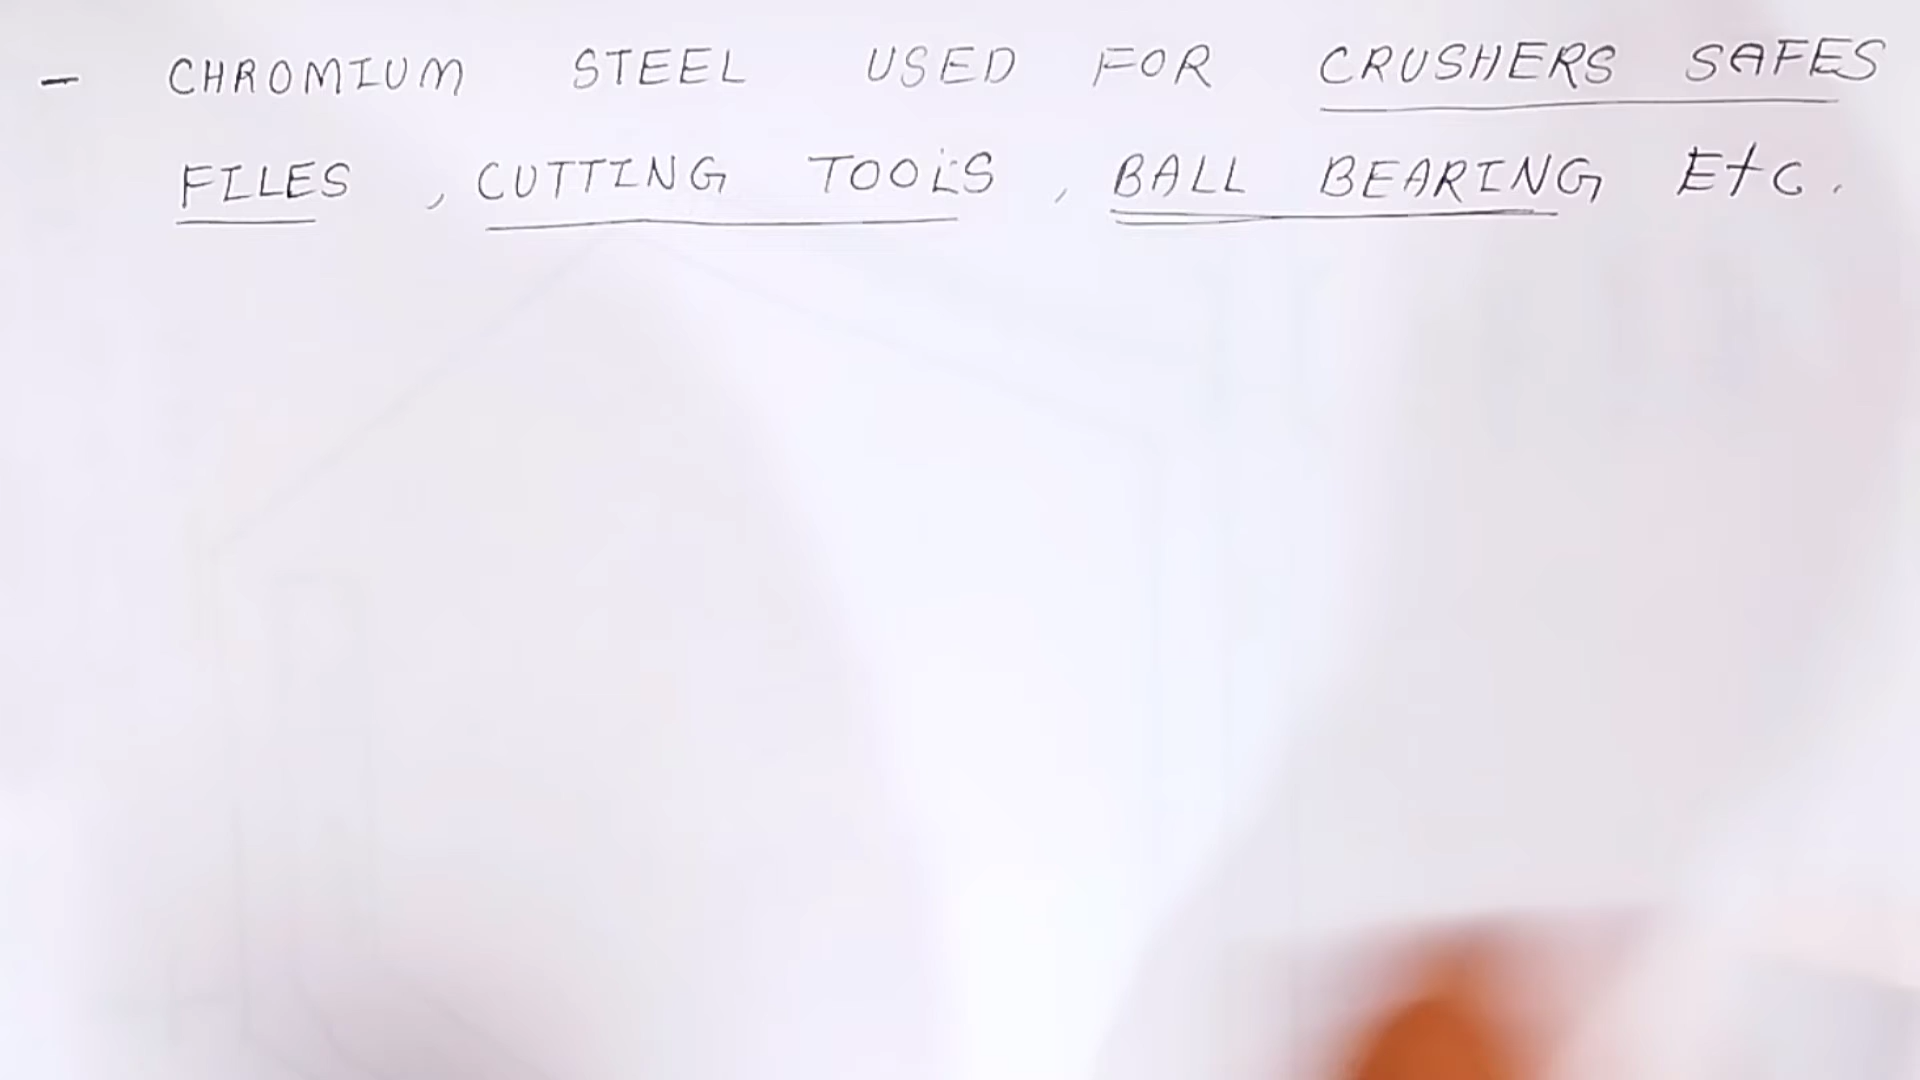 - CHROMIUM STEEL USED FOR CRUSHERS SAFES
FILES , CUTTING TOOLS , BALL BEARING Etc.